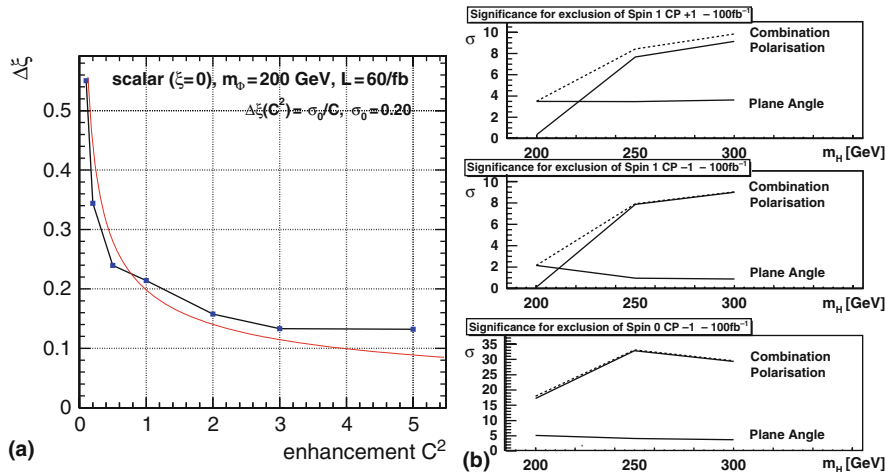 Δξ
0.5
0.4
0.3
0.2
0.1
0
scalar (ξ=0), mΦ=200 GeV, L=60/fb
Δξ(C²)= σ₀/C, σ₀=0.20
0 1 2 3 4 5
enhancement C²
(a)
Significance for exclusion of Spin 1 CP +1 − 100fb⁻¹
σ
10
8
6
4
2
0
Combination
Polarisation
Plane Angle
200 250 300
m_H [GeV]
Significance for exclusion of Spin 1 CP −1 − 100fb⁻¹
σ
10
8
6
4
2
0
Combination
Polarisation
Plane Angle
200 250 300
m_H [GeV]
Significance for exclusion of Spin 0 CP −1 − 100fb⁻¹
σ
35
30
25
20
15
10
5
0
Combination
Polarisation
Plane Angle
200 250 300
m_H [GeV]
(b)